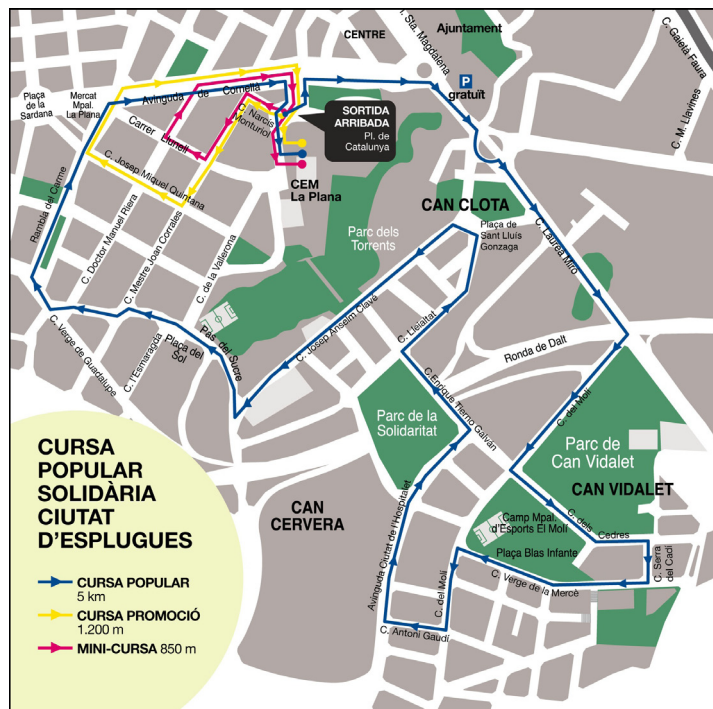 CENTRE
C. Sta. Magdalena
Ajuntament
C. Gaietà Faura
C. M. Llavines
P
gratuït
Plaça
de la
Sardana
Mercat
Mpal.
La Plana
Avinguda de Cornellà
Carrer Llunell
C. Narcís
Monturiol
SORTIDA
ARRIBADA
Pl. de
Catalunya
C. Josep Miquel Quintana
CEM
La Plana
Rambla del Carme
C. Doctor Manuel Riera
C. Mestre Joan Corrales
C. de la Vallerona
Parc dels
Torrents
CAN CLOTA
Plaça de
Sant Lluís
Gonzaga
C. Laureà Miró
C. Lleialtat
C. Josep Anselm Clavé
Pas. del Sucre
Plaça del
Sol
C. l'Esmaragda
C. Verge de Guadalupe
Ronda de Dalt
C. Enrique Tierno Galván
C. del Molí
Parc de la
Solidaritat
Parc de
Can Vidalet
CAN VIDALET
CAN
CERVERA
Camp Mpal.
d'Esports El Molí
C. dels
Cedres
Plaça Blas Infante
C. Serra
del Cadí
C. Verge de la Mercè
C. del Molí
Avinguda Ciutat de l'Hospitalet
C. Antoni Gaudí
CURSA
POPULAR
SOLIDÀRIA
CIUTAT
D'ESPLUGUES
CURSA POPULAR
5 km
CURSA PROMOCIÓ
1.200 m
MINI-CURSA 850 m